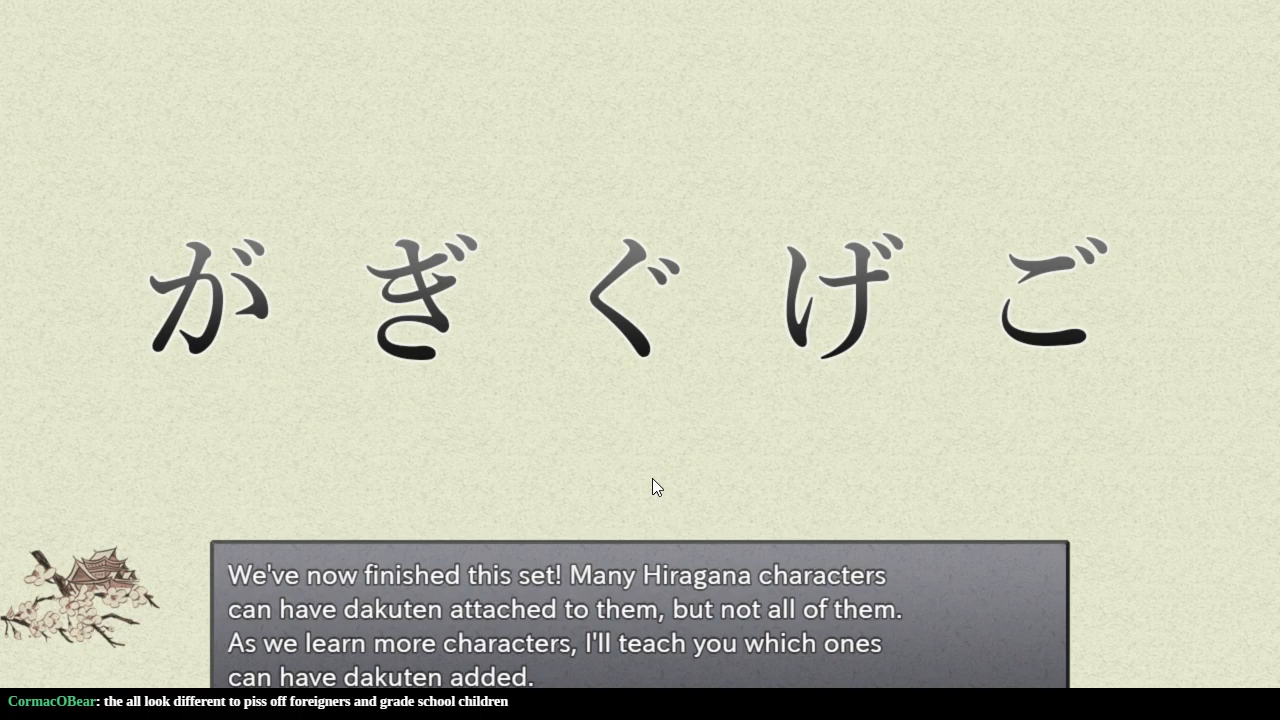 が ぎ ぐ げ ご
We've now finished this set! Many Hiragana characters
can have dakuten attached to them, but not all of them.
As we learn more characters, I'll teach you which ones
can have dakuten added.
CormacOBear: the all look different to piss off foreigners and grade school children